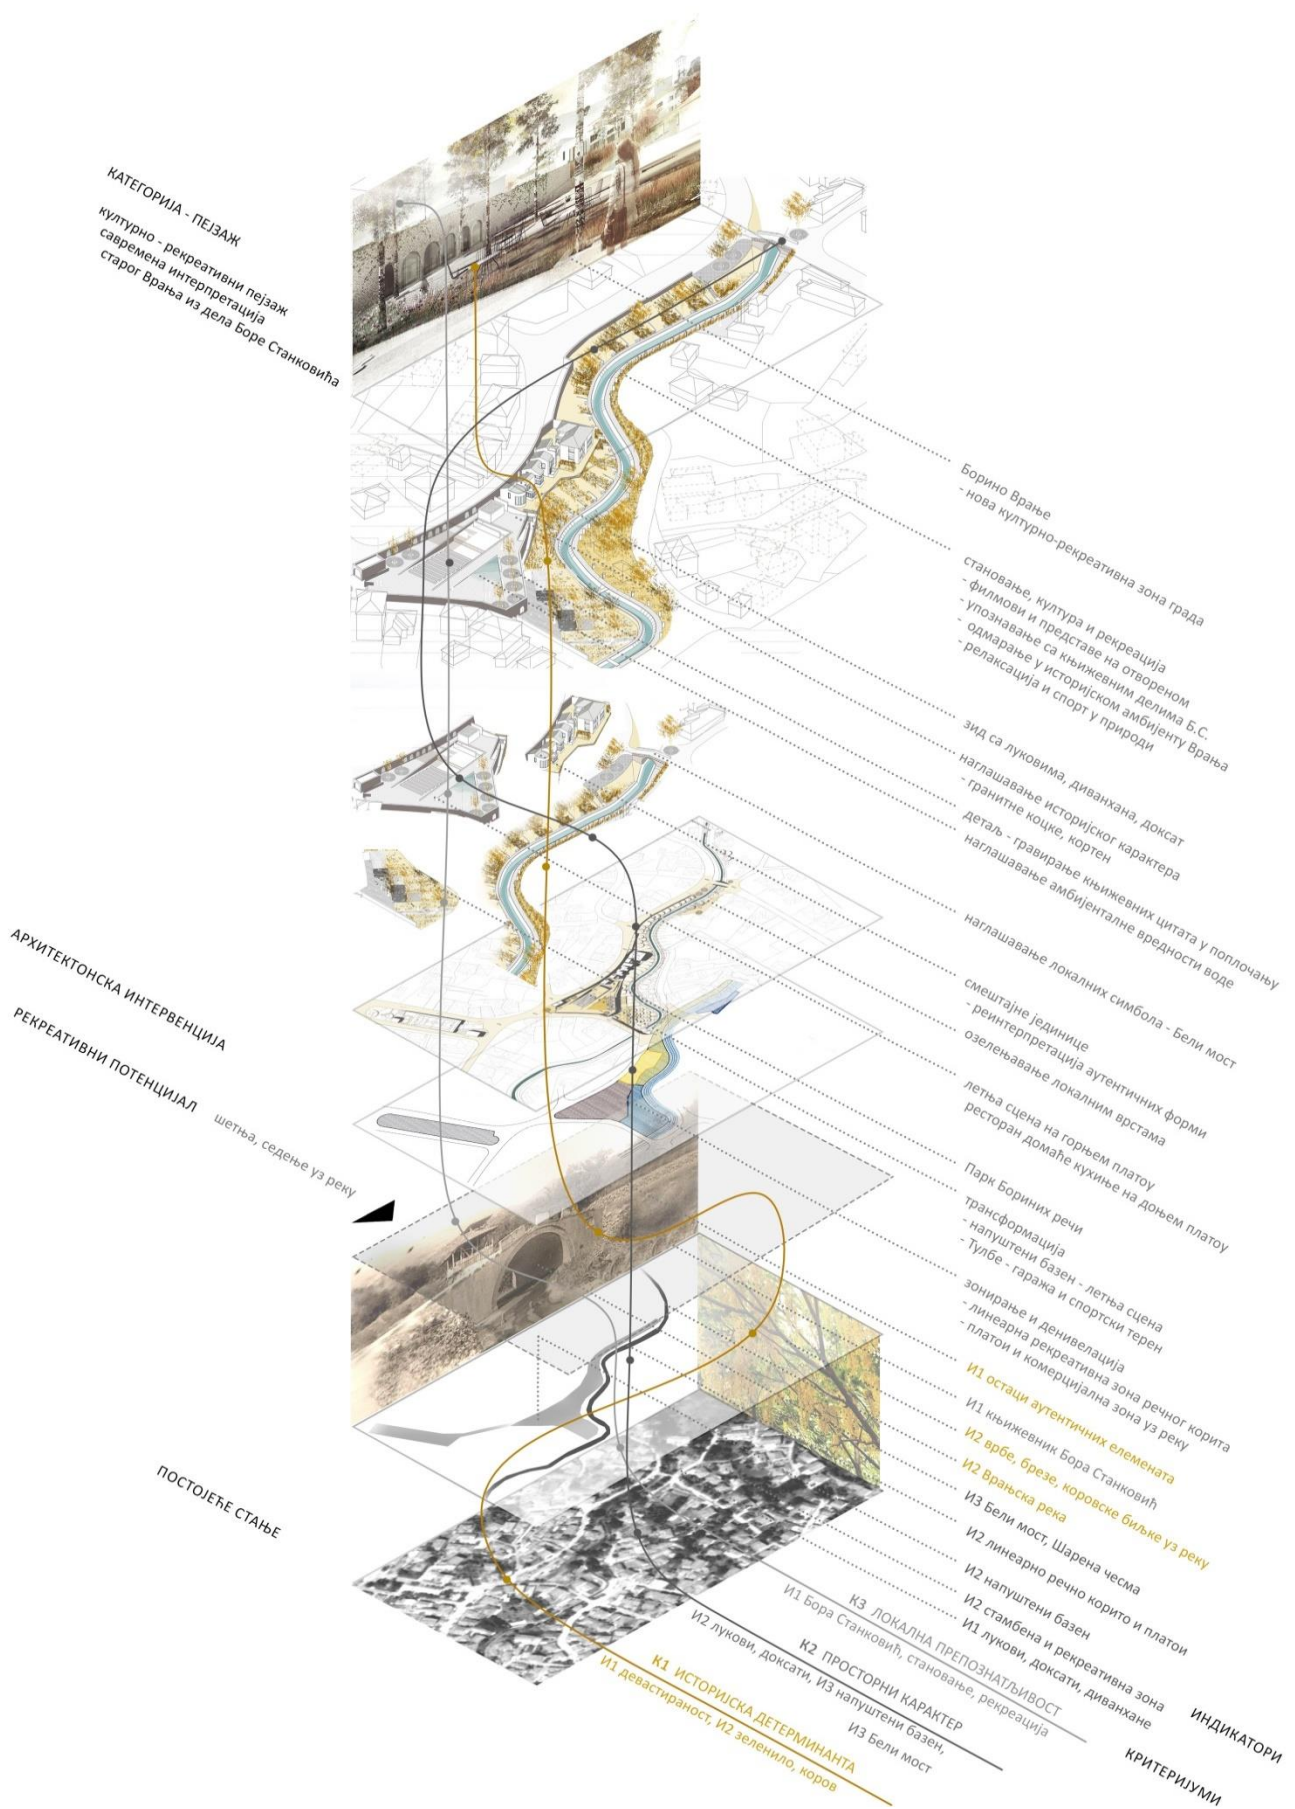 КАТЕГОРИЈА - ПЕЈЗАЖ
културно - рекреативни пејзаж
савремена интерпретација
старог Врања из дела Боре Станковића
Борино Врање
- нова културно-рекреативна зона града
становање, култура и рекреација
- филмови и представе на отвореном
- упознавање са књижевним делима Б.С.
- одмарање у историјском амбијенту Врања
- релаксација и спорт у природи
зид са луковима, диванхана, доксат
наглашавање историјског карактера
- гранитне коцке, кортен
детаљ - гравирање књижевних цитата у поплочању
наглашавање амбијенталне вредности воде
наглашавање локалних симбола - Бели мост
смештајне јединице
- реинтерпретација аутентичних форми
озелењавање локалним врстама
летња сцена на горњем платоу
ресторан домаће кухиње на доњем платоу
Парк Бориних речи
трансформација
- напуштени базен - летња сцена
- Тулбе - гаража и спортски терен
зонирање и денивелација
- линеарна рекреативна зона речног корита
- платои и комерцијална зона уз реку
АРХИТЕКТОНСКА ИНТЕРВЕНЦИЈА
РЕКРЕАТИВНИ ПОТЕНЦИЈАЛ
шетња, седење уз реку
ПОСТОЈЕЋЕ СТАЊЕ
И1 остаци аутентичних елемената
И1 књижевник Бора Станковић
И2 врбе, брезе, коровске биљке уз реку
И2 Врањска река
И3 Бели мост, Шарена чесма
И2 линеарно речно корито и платои
И2 напуштени базен
И2 стамбена и рекреативна зона
И1 лукови, доксати, диванхане
ИНДИКАТОРИ
К3 ЛОКАЛНА ПРЕПОЗНАТЉИВОСТ
И1 Бора Станковић, становање, рекреација
К2 ПРОСТОРНИ КАРАКТЕР
И2 лукови, доксати, И3 напуштени базен,
И3 Бели мост
К1 ИСТОРИЈСКА ДЕТЕРМИНАНТА
И1 девастираност, И2 зеленило, коров
КРИТЕРИЈУМИ